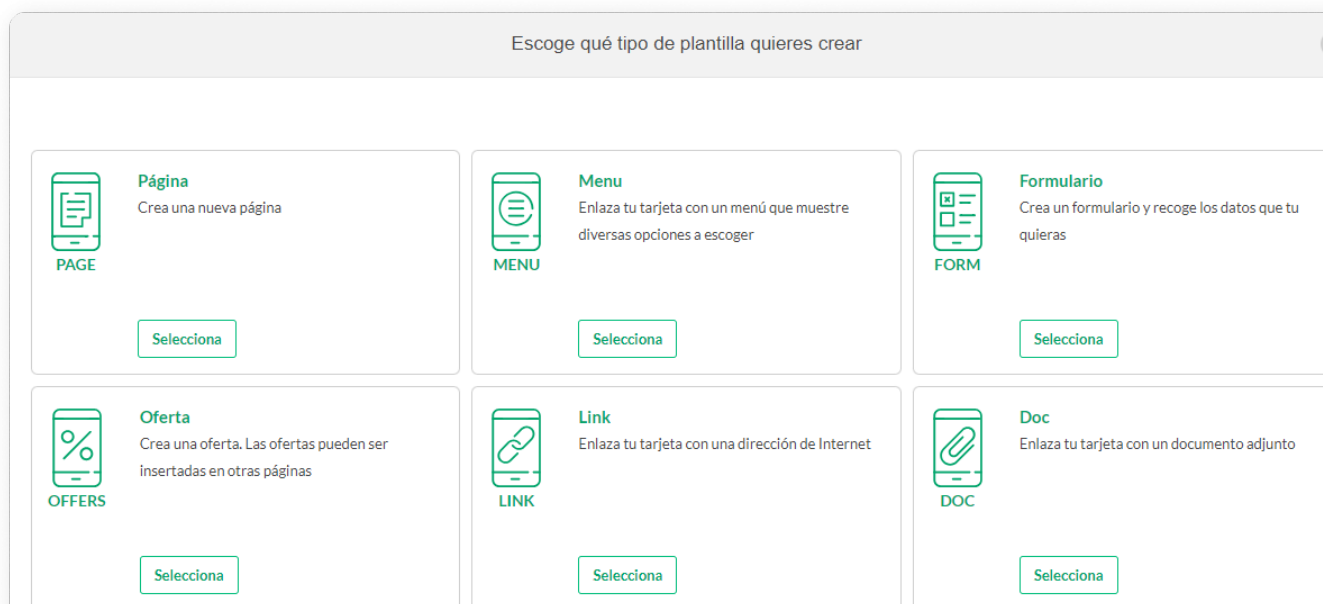 Escoge qué tipo de plantilla quieres crear
Página
Crea una nueva página
PAGE
Selecciona
Menu
Enlaza tu tarjeta con un menú que muestre
diversas opciones a escoger
MENU
Selecciona
Formulario
Crea un formulario y recoge los datos que tu
quieras
FORM
Selecciona
Oferta
Crea una oferta. Las ofertas pueden ser
insertadas en otras páginas
OFFERS
Selecciona
Link
Enlaza tu tarjeta con una dirección de Internet
LINK
Selecciona
Doc
Enlaza tu tarjeta con un documento adjunto
DOC
Selecciona